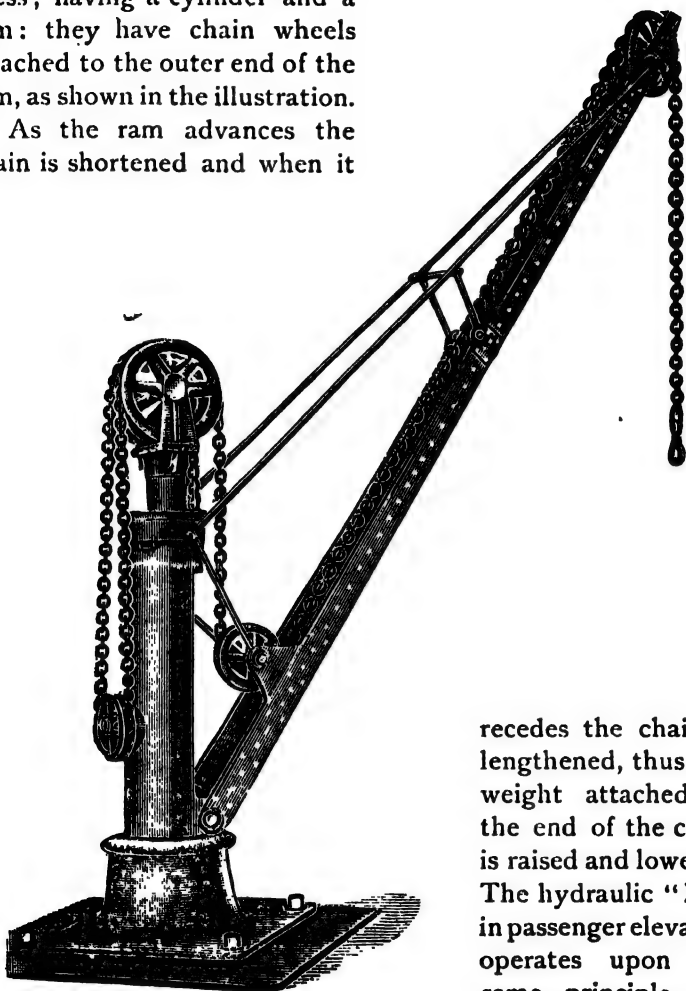 having a cylinder and a
: they have chain wheels
ached to the outer end of the
, as shown in the illustration.
As the ram advances the
ain is shortened and when it
recedes the chai
lengthened, thus
weight attached
the end of the c
is raised and lowe
The hydraulic "
in passenger eleva
operates upon
same principle